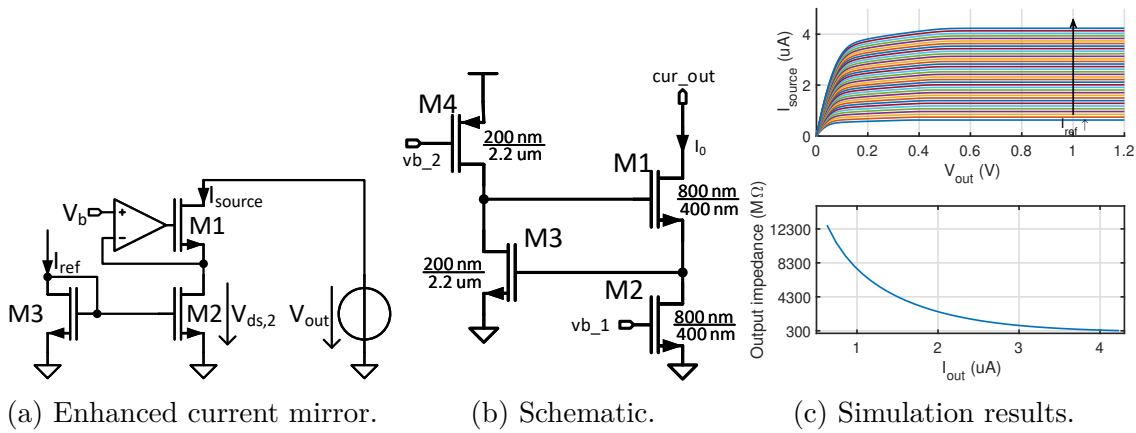 V_b
+
-
I_source
M1
I_ref
M3
M2
V_ds,2
V_out
(a) Enhanced current mirror.
cur_out
M4
vb_2
200 nm
2.2 um
I_0
M1
800 nm
400 nm
M3
200 nm
2.2 um
M2
vb_1
800 nm
400 nm
(b) Schematic.
I_source (uA)
4
2
0
I_ref ↑
0 0.2 0.4 0.6 0.8 1 1.2
V_out (V)
Output impedance (M Ω)
12300
8300
4300
300
1 2 3 4
I_out (uA)
(c) Simulation results.